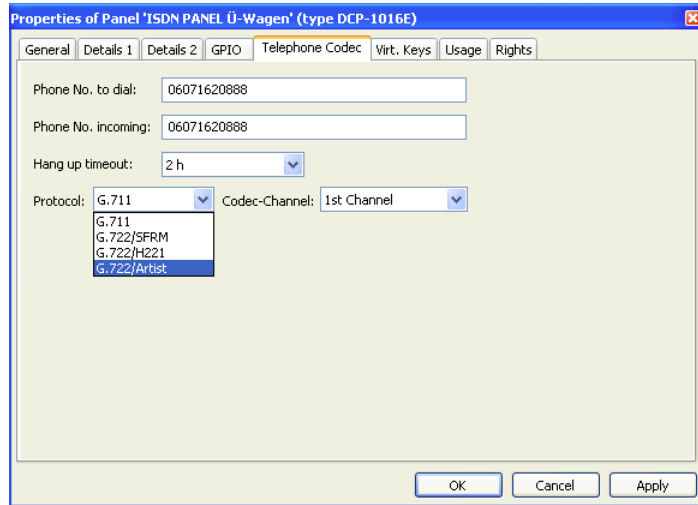 Properties of Panel 'ISDN PANEL Ü-Wagen' (type DCP-1016E)
General Details 1 Details 2 GPIO Telephone Codec Virt. Keys Usage Rights
Phone No. to dial: 06071620888
Phone No. incoming: 06071620888
Hang up timeout: 2 h
Protocol: G.711 Codec-Channel: 1st Channel
G.711
G.722/SFRM
G.722/H221
G.722/Artist
OK Cancel Apply